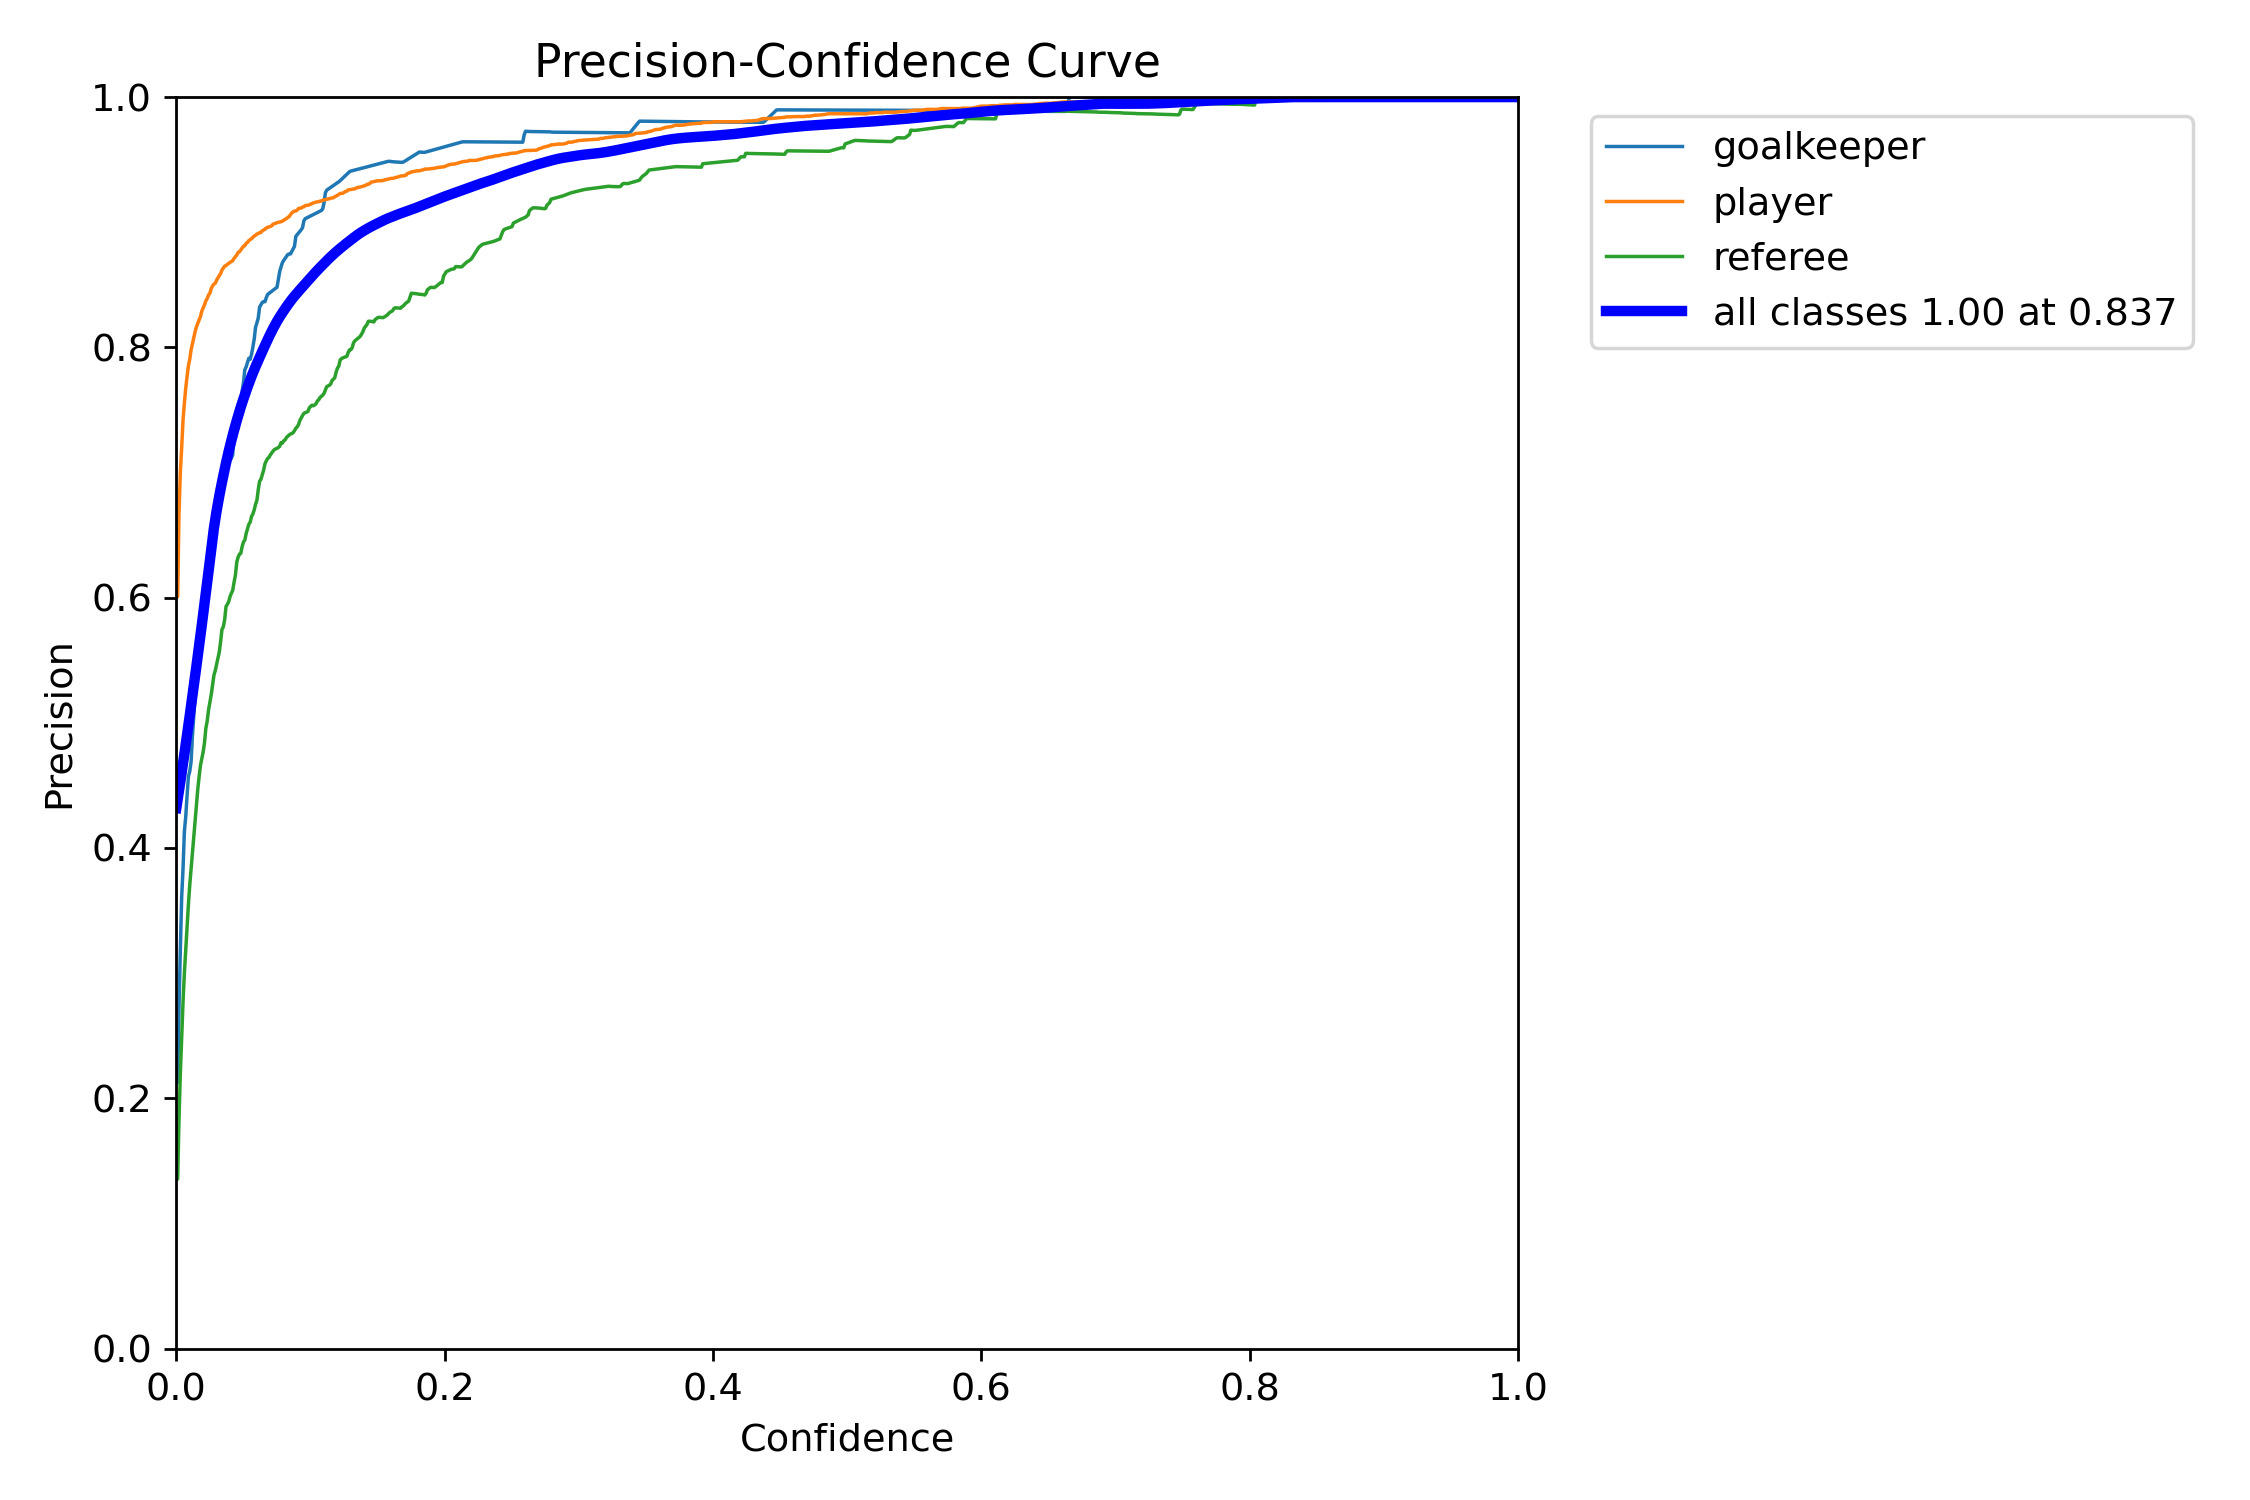 Precision-Confidence Curve
1.0
0.8
0.6
0.4
0.2
0.0
Precision
0.0 0.2 0.4 0.6 0.8 1.0
Confidence
goalkeeper
player
referee
all classes 1.00 at 0.837